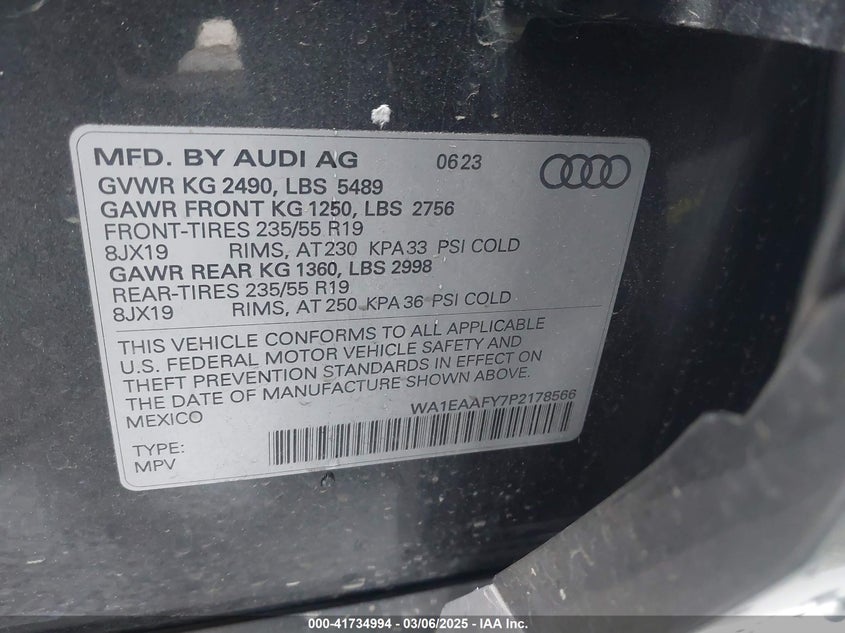 MFD. BY AUDI AG 0623
GVWR KG 2490, LBS 5489
GAWR FRONT KG 1250, LBS 2756
FRONT-TIRES 235/55 R19
8JX19 RIMS, AT 230 KPA 33 PSI COLD
GAWR REAR KG 1360, LBS 2998
REAR-TIRES 235/55 R19
8JX19 RIMS, AT 250 KPA 36 PSI COLD
THIS VEHICLE CONFORMS TO ALL APPLICABLE
U.S. FEDERAL MOTOR VEHICLE SAFETY AND
THEFT PREVENTION STANDARDS IN EFFECT ON
THE DATE OF MANUFACTURE SHOWN ABOVE.
MEXICO WA1EAAFY7P2178566
TYPE:
MPV
000-41734994 - 03/06/2025 - IAA Inc.